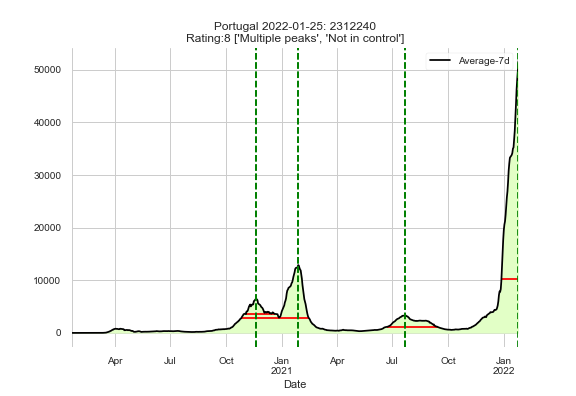 Portugal 2022-01-25: 2312240
Rating:8 ['Multiple peaks', 'Not in control']
Average-7d
50000
40000
30000
20000
10000
0
Apr
Jul
Oct
Jan
2021
Apr
Jul
Oct
Jan
2022
Date